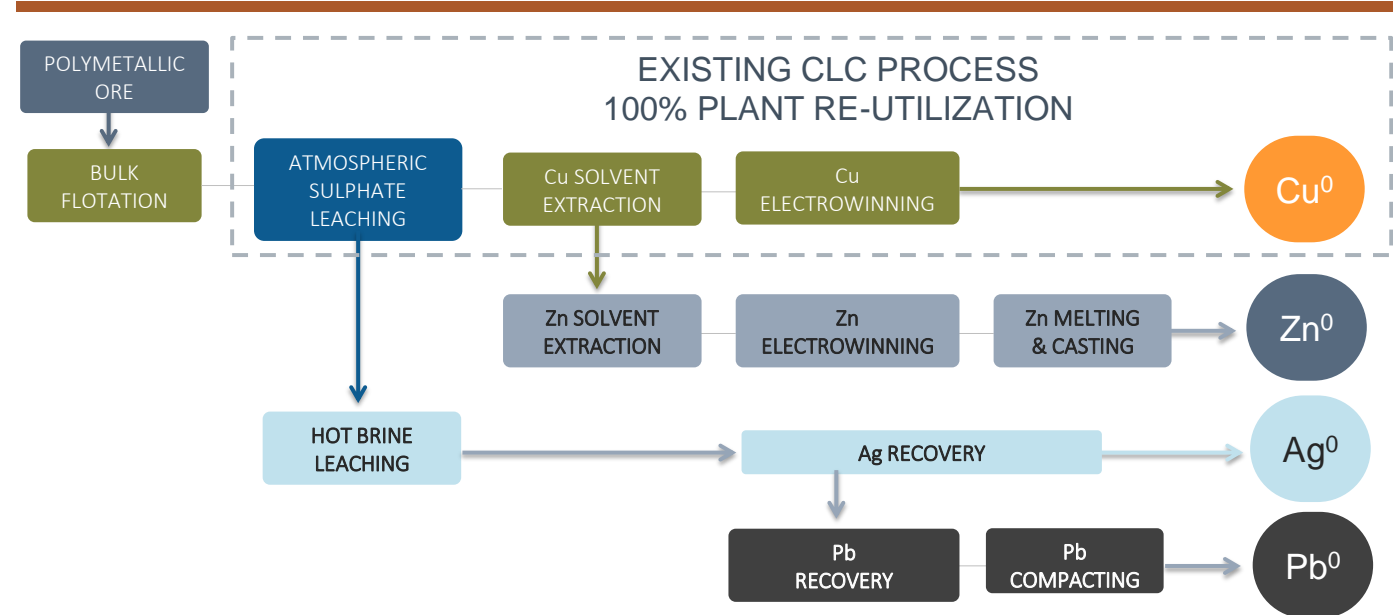 EXISTING CLC PROCESS
100% PLANT RE-UTILIZATION
POLYMETALLIC
ORE
BULK
FLOTATION
ATMOSPHERIC
SULPHATE
LEACHING
Cu SOLVENT
EXTRACTION
Cu
ELECTROWINNING
Cu⁰
Zn SOLVENT
EXTRACTION
Zn
ELECTROWINNING
Zn MELTING
& CASTING
Zn⁰
HOT BRINE
LEACHING
Ag RECOVERY
Ag⁰
Pb
RECOVERY
Pb
COMPACTING
Pb⁰